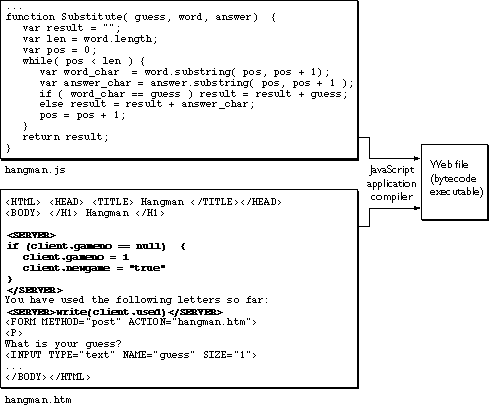 ...
function Substitute( guess, word, answer)  {
   var result = "";
   var len = word.length;
   var pos = 0;
   while( pos < len ) {
      var word_char  = word.substring( pos, pos + 1);
      var answer_char = answer.substring( pos, pos + 1 );
      if ( word_char == guess ) result = result + guess;
      else result = result + answer_char;
      pos = pos + 1;
   }
   return result;
}
hangman.js
JavaScript
application
compiler
Web file
(bytecode
executable)
<HTML> <HEAD> <TITLE> Hangman </TITLE></HEAD>
<BODY> </H1> Hangman </H1>
<SERVER>
if (client.gameno == null)  {
   client.gameno = 1
   client.newgame = "true"
}
</SERVER>
You have used the following letters so far:
<SERVER>write(client.used)</SERVER>
<FORM METHOD="post" ACTION="hangman.htm">
<P>
What is your guess?
<INPUT TYPE="text" NAME="guess" SIZE="1">
...
</BODY></HTML>
hangman.htm